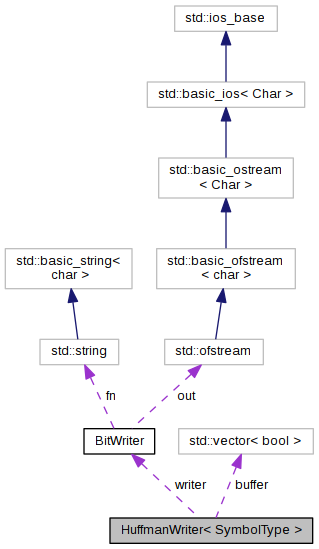 std::ios_base
std::basic_ios< Char >
std::basic_ostream
< Char >
std::basic_string<
char >
std::basic_ofstream
< char >
std::string
std::ofstream
fn
out
BitWriter
std::vector< bool >
writer
buffer
HuffmanWriter< SymbolType >